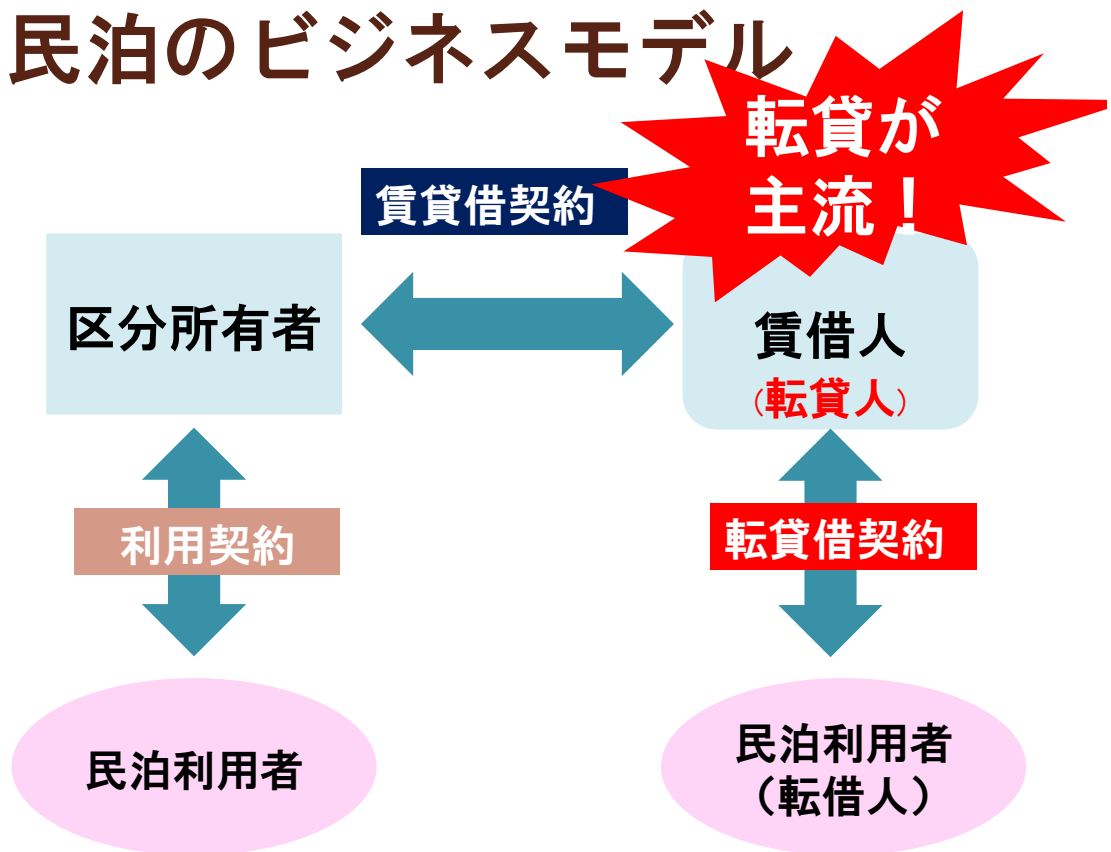 民泊のビジネスモデル
転貸が
主流！
賃貸借契約
区分所有者
賃借人
（転貸人）
利用契約
転貸借契約
民泊利用者
民泊利用者
（転借人）